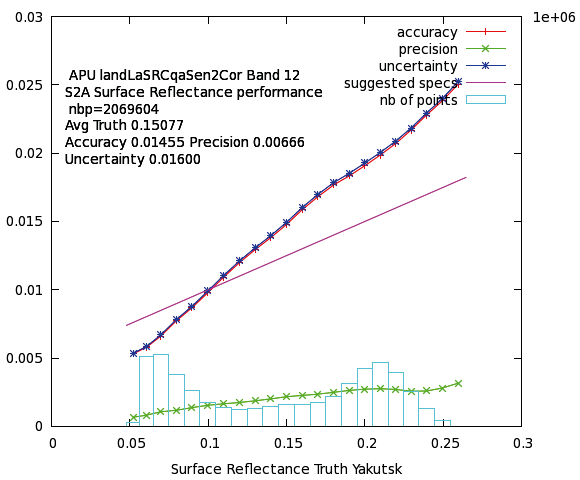 0.03
1e+06
accuracy
precision
uncertainty
suggested specs
nb of points
APU landLaSRCqaSen2Cor Band 12
S2A Surface Reflectance performance
nbp=2069604
Avg Truth 0.15077
Accuracy 0.01455 Precision 0.00666
Uncertainty 0.01600
0.025
0.02
0.015
0.01
0.005
0
0 0.05 0.1 0.15 0.2 0.25 0.3
Surface Reflectance Truth Yakutsk